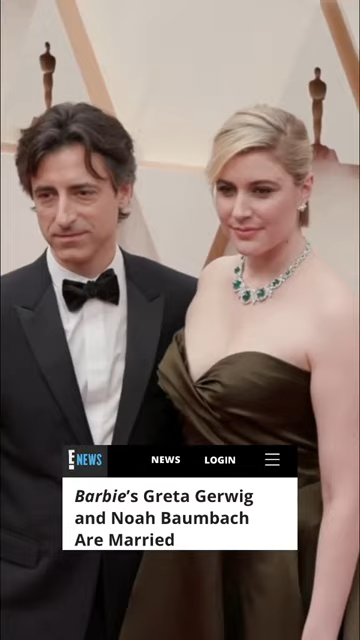 E NEWS
NEWS LOGIN
Barbie's Greta Gerwig
and Noah Baumbach
Are Married